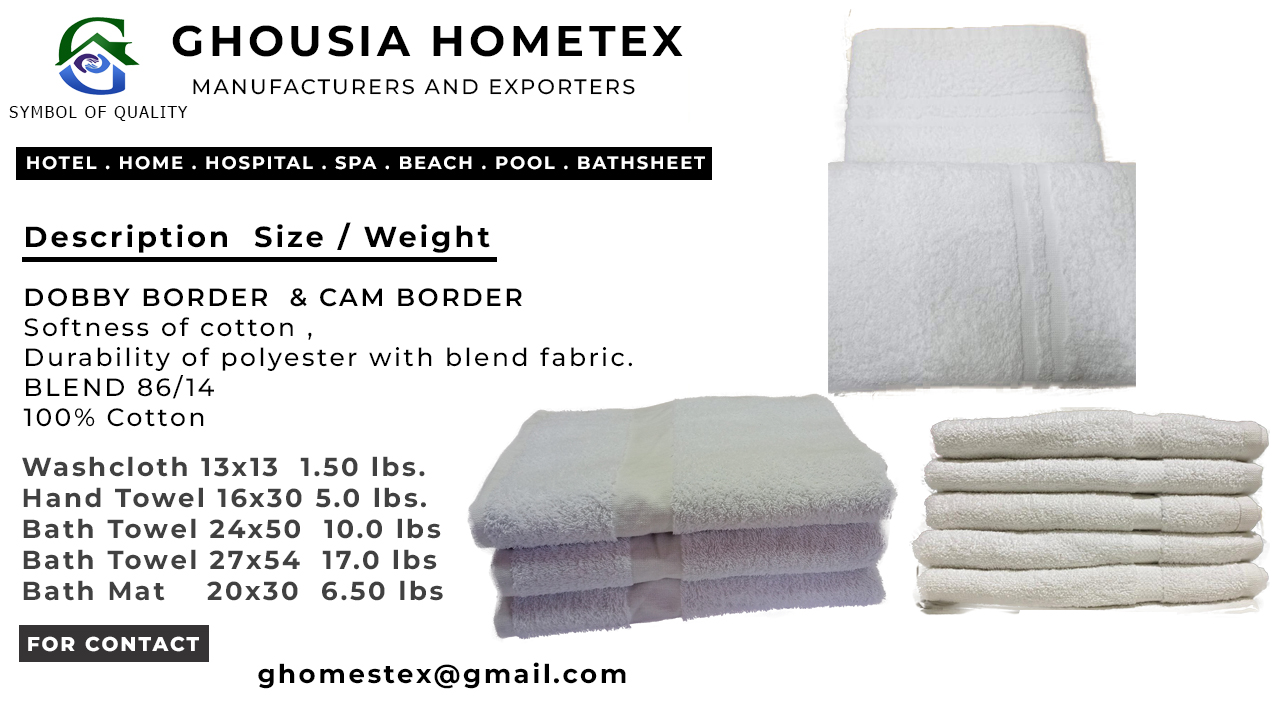 GHOUSIA HOMETEX
MANUFACTURERS AND EXPORTERS
SYMBOL OF QUALITY
HOTEL . HOME . HOSPITAL . SPA . BEACH . POOL . BATHSHEET
Description Size / Weight
DOBBY BORDER & CAM BORDER
Softness of cotton ,
Durability of polyester with blend fabric.
BLEND 86/14
100% Cotton
Washcloth 13x13 1.50 lbs.
Hand Towel 16x30 5.0 lbs.
Bath Towel 24x50 10.0 lbs
Bath Towel 27x54 17.0 lbs
Bath Mat 20x30 6.50 lbs
FOR CONTACT
ghomestex@gmail.com